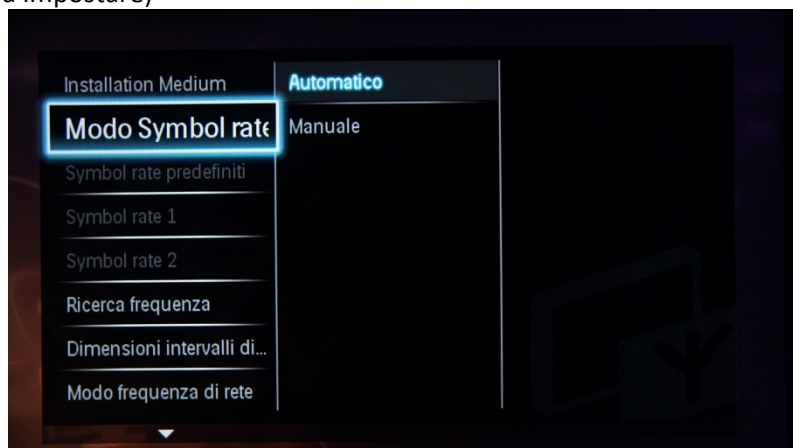 a impostare)
Installation Medium
Automatico
Modo Symbol rate
Manuale
Symbol rate predefiniti
Symbol rate 1
Symbol rate 2
Ricerca frequenza
Dimensioni intervalli di...
Modo frequenza di rete